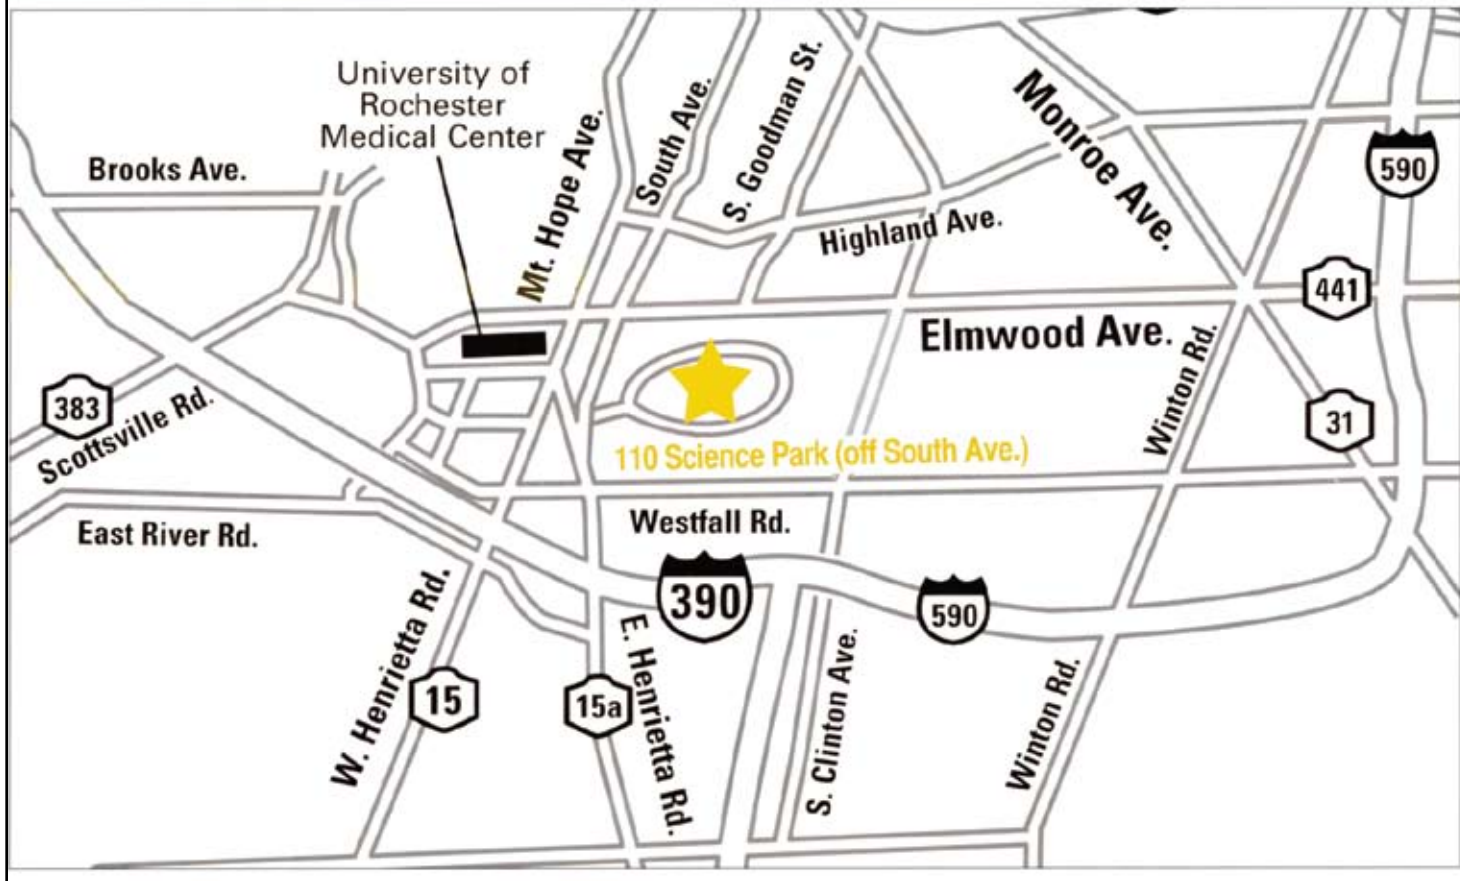 University of
Rochester
Medical Center
Brooks Ave.
Mt. Hope Ave.
South Ave.
S. Goodman St.
Monroe Ave.
590
Highland Ave.
441
Elmwood Ave.
Winton Rd.
383
Scottsville Rd.
31
110 Science Park (off South Ave.)
East River Rd.
Westfall Rd.
390
590
W. Henrietta Rd.
15
15a
E. Henrietta Rd.
S. Clinton Ave.
Winton Rd.